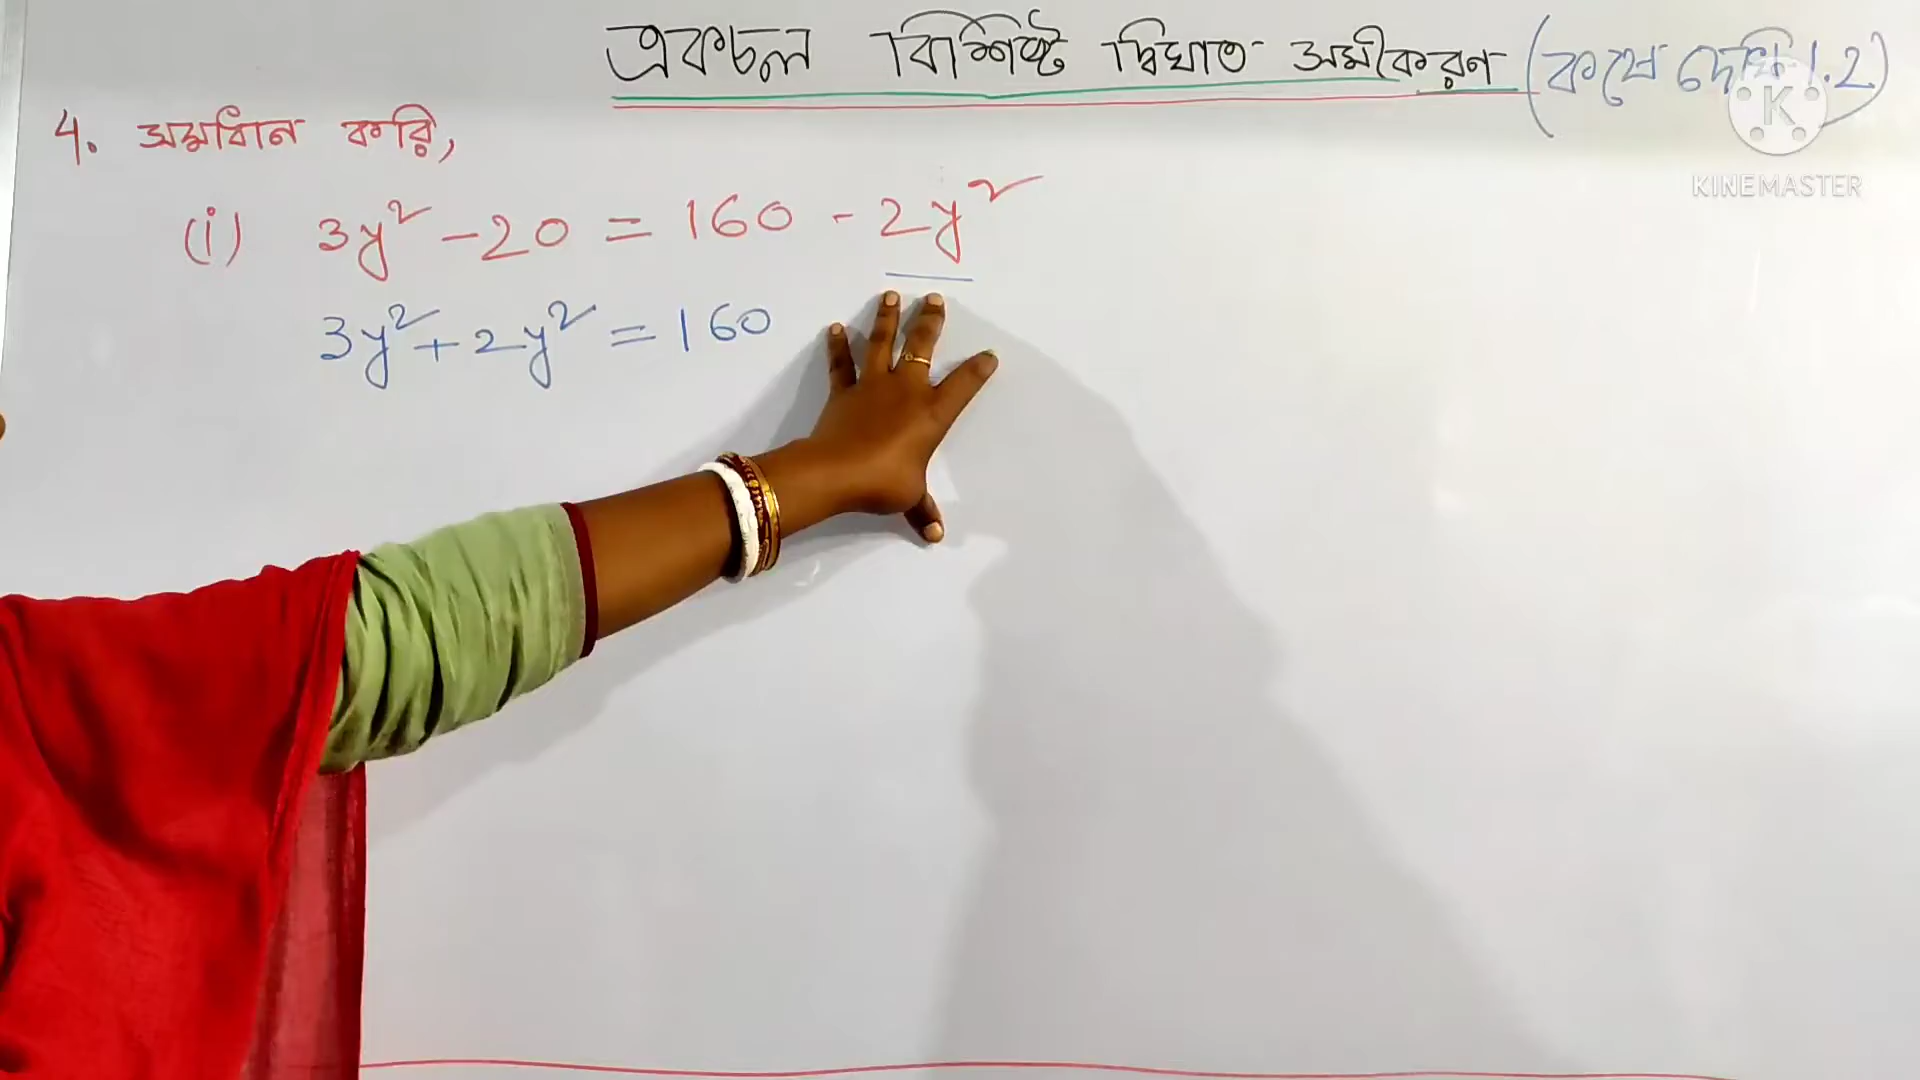 একচল বিশিষ্ট দ্বিঘাত সমীকরণ (কষে দেখি 1.2)
4. সমাধান করি,
(i) 3y² - 20 = 160 - 2y²
3y² + 2y² = 160
KINEMASTER